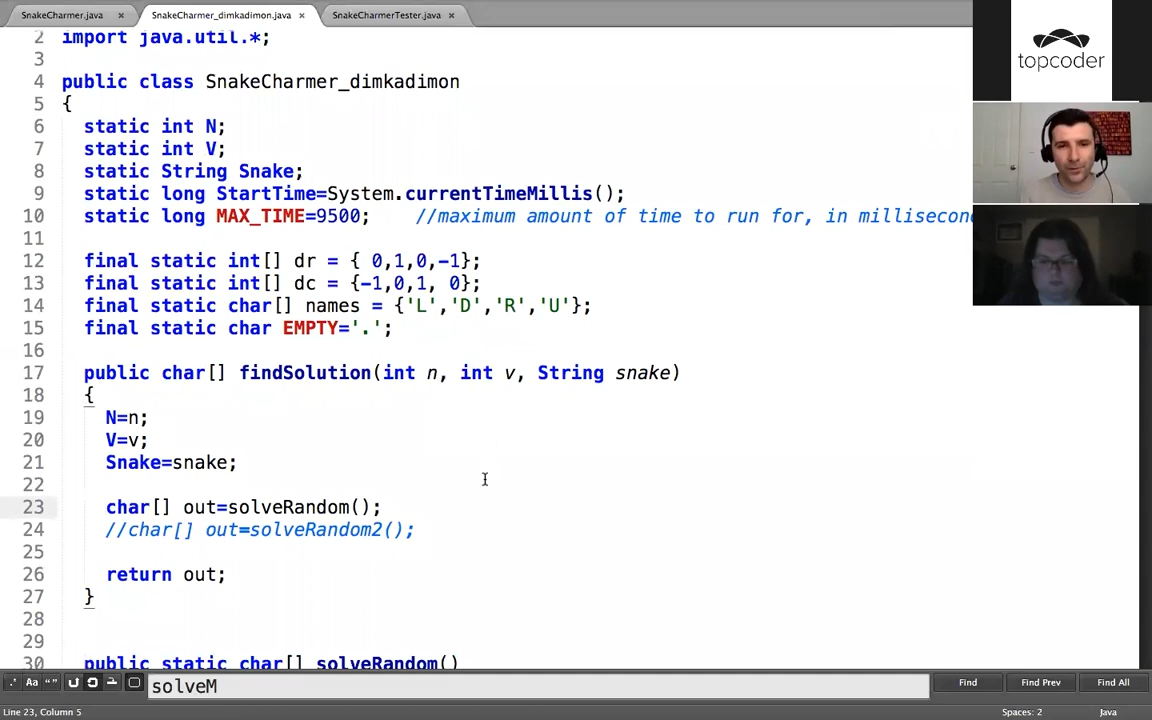 SnakeCharmer.java × SnakeCharmer_dimkadimon.java × SnakeCharmerTester.java ×
2 import java.util.*;
3
4 public class SnakeCharmer_dimkadimon
5 {
6 static int N;
7 static int V;
8 static String Snake;
9 static long StartTime=System.currentTimeMillis();
10 static long MAX_TIME=9500; //maximum amount of time to run for, in millisecond
11
12 final static int[] dr = { 0,1,0,-1};
13 final static int[] dc = {-1,0,1, 0};
14 final static char[] names = {'L','D','R','U'};
15 final static char EMPTY='.';
16
17 public char[] findSolution(int n, int v, String snake)
18 {
19 N=n;
20 V=v;
21 Snake=snake;
22
23 char[] out=solveRandom();
24 //char[] out=solveRandom2();
25
26 return out;
27 }
28
29
30 public static char[] solveRandom()
topcoder
.* Aa “” solveM Find Find Prev Find All
Line 23, Column 5 Spaces: 2 Java